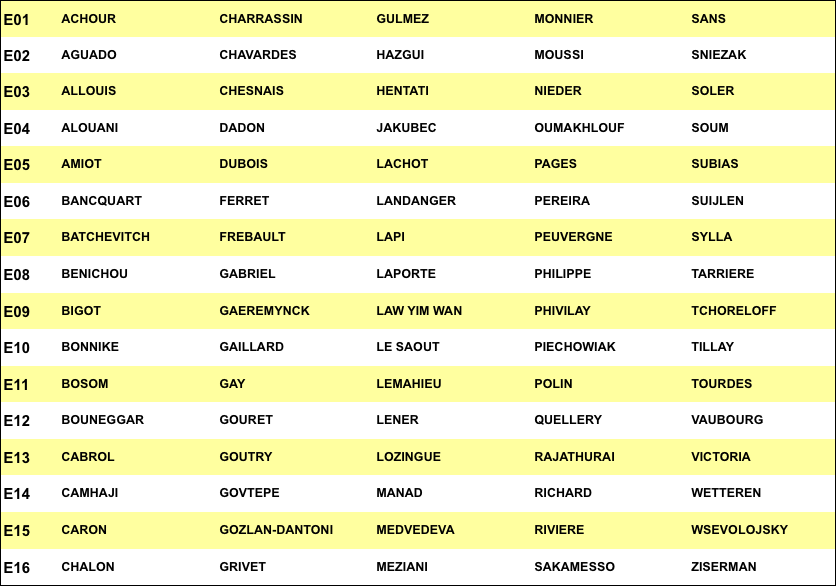 E01 ACHOUR CHARRASSIN GULMEZ MONNIER SANS
E02 AGUADO CHAVARDES HAZGUI MOUSSI SNIEZAK
E03 ALLOUIS CHESNAIS HENTATI NIEDER SOLER
E04 ALOUANI DADON JAKUBEC OUMAKHLOUF SOUM
E05 AMIOT DUBOIS LACHOT PAGES SUBIAS
E06 BANCQUART FERRET LANDANGER PEREIRA SUIJLEN
E07 BATCHEVITCH FREBAULT LAPI PEUVERGNE SYLLA
E08 BENICHOU GABRIEL LAPORTE PHILIPPE TARRIERE
E09 BIGOT GAEREMYNCK LAW YIM WAN PHIVILAY TCHORELOFF
E10 BONNIKE GAILLARD LE SAOUT PIECHOWIAK TILLAY
E11 BOSOM GAY LEMAHIEU POLIN TOURDES
E12 BOUNEGGAR GOURET LENER QUELLERY VAUBOURG
E13 CABROL GOUTRY LOZINGUE RAJATHURAI VICTORIA
E14 CAMHAJI GOVTEPE MANAD RICHARD WETTEREN
E15 CARON GOZLAN-DANTONI MEDVEDEVA RIVIERE WSEVOLOJSKY
E16 CHALON GRIVET MEZIANI SAKAMESSO ZISERMAN